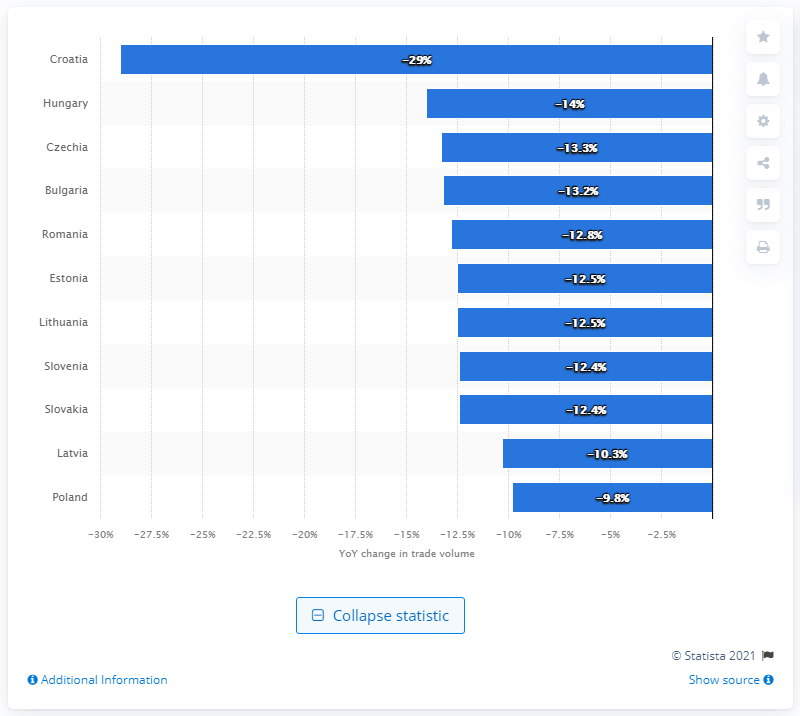 Croatia –29%
Hungary –14%
Czechia –13.3%
Bulgaria –13.2%
Romania –12.8%
Estonia –12.5%
Lithuania –12.5%
Slovenia –12.4%
Slovakia –12.4%
Latvia –10.3%
Poland –9.8%
–30% –27.5% –25% –22.5% –20% –17.5% –15% –12.5% –10% –7.5% –5% –2.5%
YoY change in trade volume
Collapse statistic
© Statista 2021
Additional Information Show source